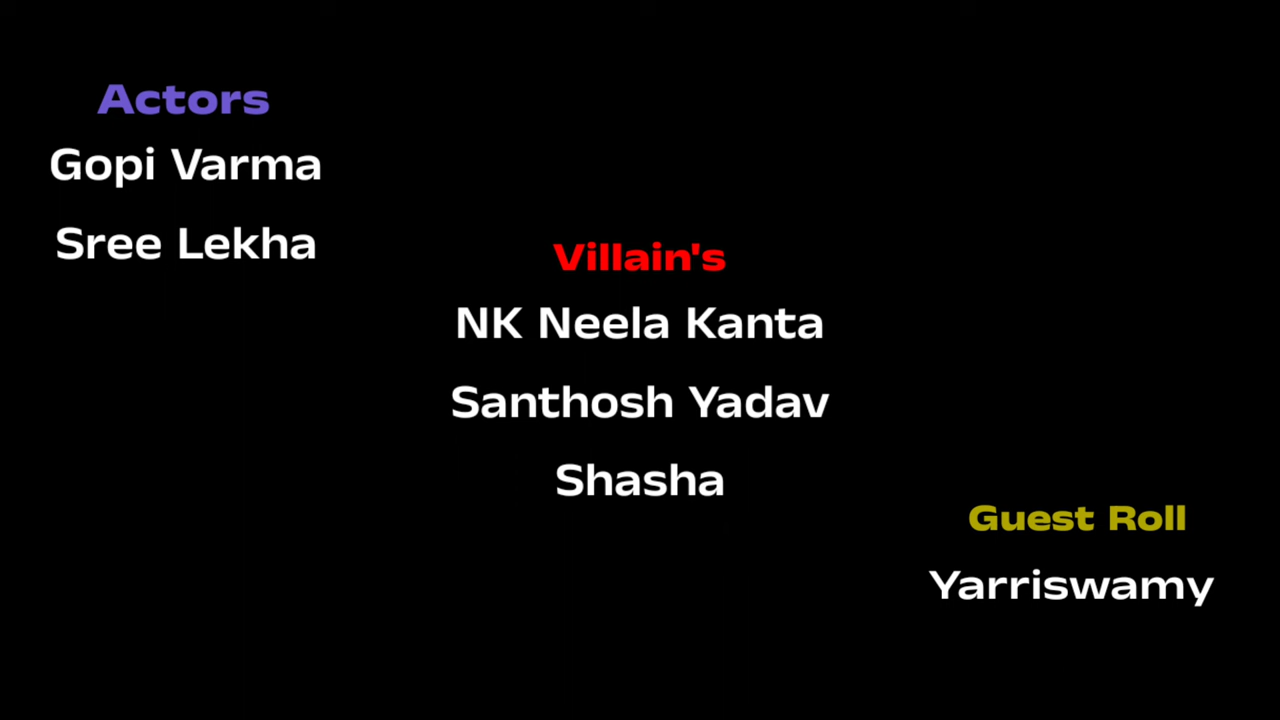 Actors
Gopi Varma
Sree Lekha
Villain's
NK Neela Kanta
Santhosh Yadav
Shasha
Guest Roll
Yarriswamy